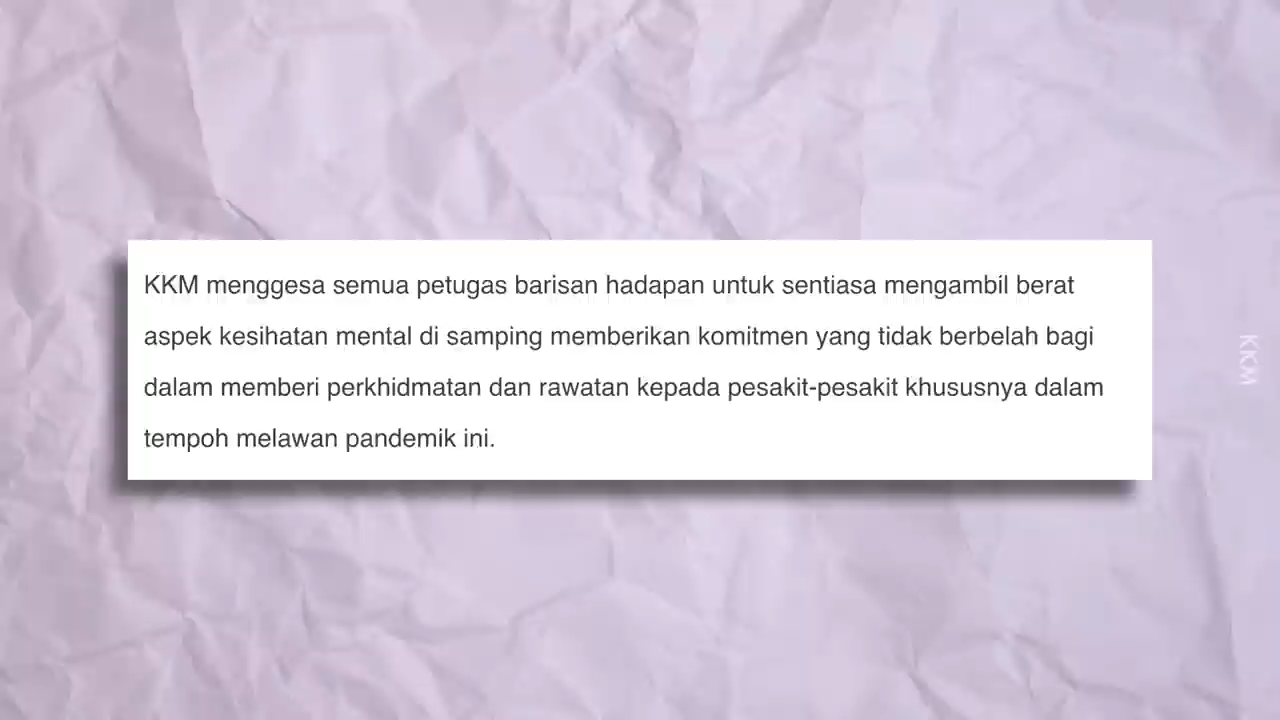 KKM menggesa semua petugas barisan hadapan untuk sentiasa mengambil berat
aspek kesihatan mental di samping memberikan komitmen yang tidak berbelah bagi
dalam memberi perkhidmatan dan rawatan kepada pesakit-pesakit khususnya dalam
tempoh melawan pandemik ini.
KKM